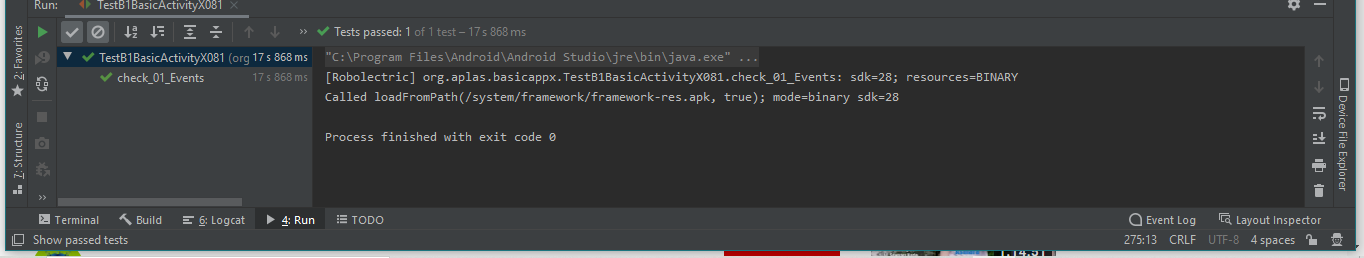 Run: TestB1BasicActivityX081
Tests passed: 1 of 1 test – 17 s 868 ms
TestB1BasicActivityX081 (org 17 s 868 ms
check_01_Events 17 s 868 ms
"C:\Program Files\Android\Android Studio\jre\bin\java.exe" ...
[Robolectric] org.aplas.basicappx.TestB1BasicActivityX081.check_01_Events: sdk=28; resources=BINARY
Called loadFromPath(/system/framework/framework-res.apk, true); mode=binary sdk=28
Process finished with exit code 0
2: Favorites
7: Structure
Device File Explorer
Terminal Build 6: Logcat 4: Run TODO Event Log Layout Inspector
Show passed tests 275:13 CRLF UTF-8 4 spaces